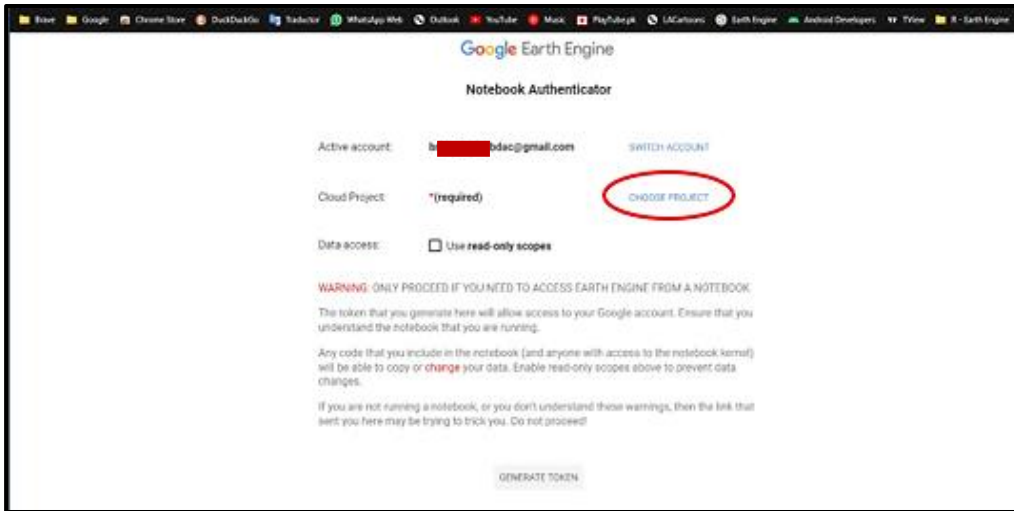 Brave Google Chrome Store DuckDuckGo Traductor WhatsApp Web Outlook YouTube Music LACartoons Earth Engine Android Developers TView R - Earth Engine
Google Earth Engine
Notebook Authenticator
Active account: b bdac@gmail.com SWITCH ACCOUNT
Cloud Project: *(required) CHOOSE PROJECT
Data access: Use read-only scopes
WARNING: ONLY PROCEED IF YOU NEED TO ACCESS EARTH ENGINE FROM A NOTEBOOK
The token that you generate here will allow access to your Google account. Ensure that you
understand the notebook that you are running.
Any code that you include in the notebook (and anyone with access to the notebook kernel)
will be able to copy or change your data. Enable read-only scopes above to prevent data
changes.
If you are not running a notebook, or you don't understand these warnings, then the link that
sent you here may be trying to trick you. Do not proceed!
GENERATE TOKEN